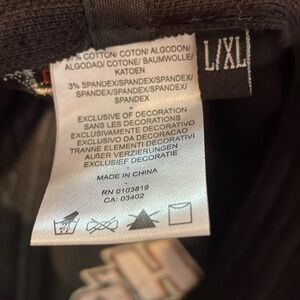 97% COTTON/ COTON/ ALGODON/
ALGODAO/ COTONE/ BAUMWOLLE/
KATOEN
3% SPANDEX/SPANDEX/SPANDEX/
SPANDEX/SPANDEX/SPANDEX/
SPANDEX
EXCLUSIVE OF DECORATION
SANS LES DECORATIONS
EXCLUSIVAMENTE DECORATIVO
EXCLUSIVO DA DECORACAO
TRANNE ELEMENTI DECORATIVI
AUßER VERZIERUNGEN
EXCLUSIEF DECORATIE
MADE IN CHINA
RN 0103819
CA: 03402
L/XL